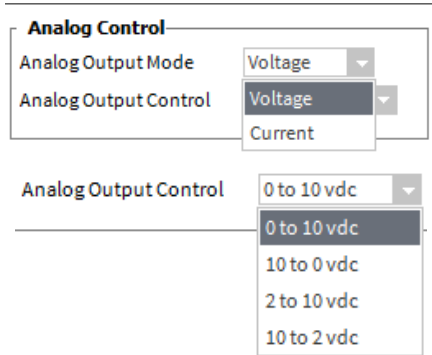 Analog Control
Analog Output Mode Voltage
Analog Output Control Voltage
Current
Analog Output Control 0 to 10 vdc
0 to 10 vdc
10 to 0 vdc
2 to 10 vdc
10 to 2 vdc